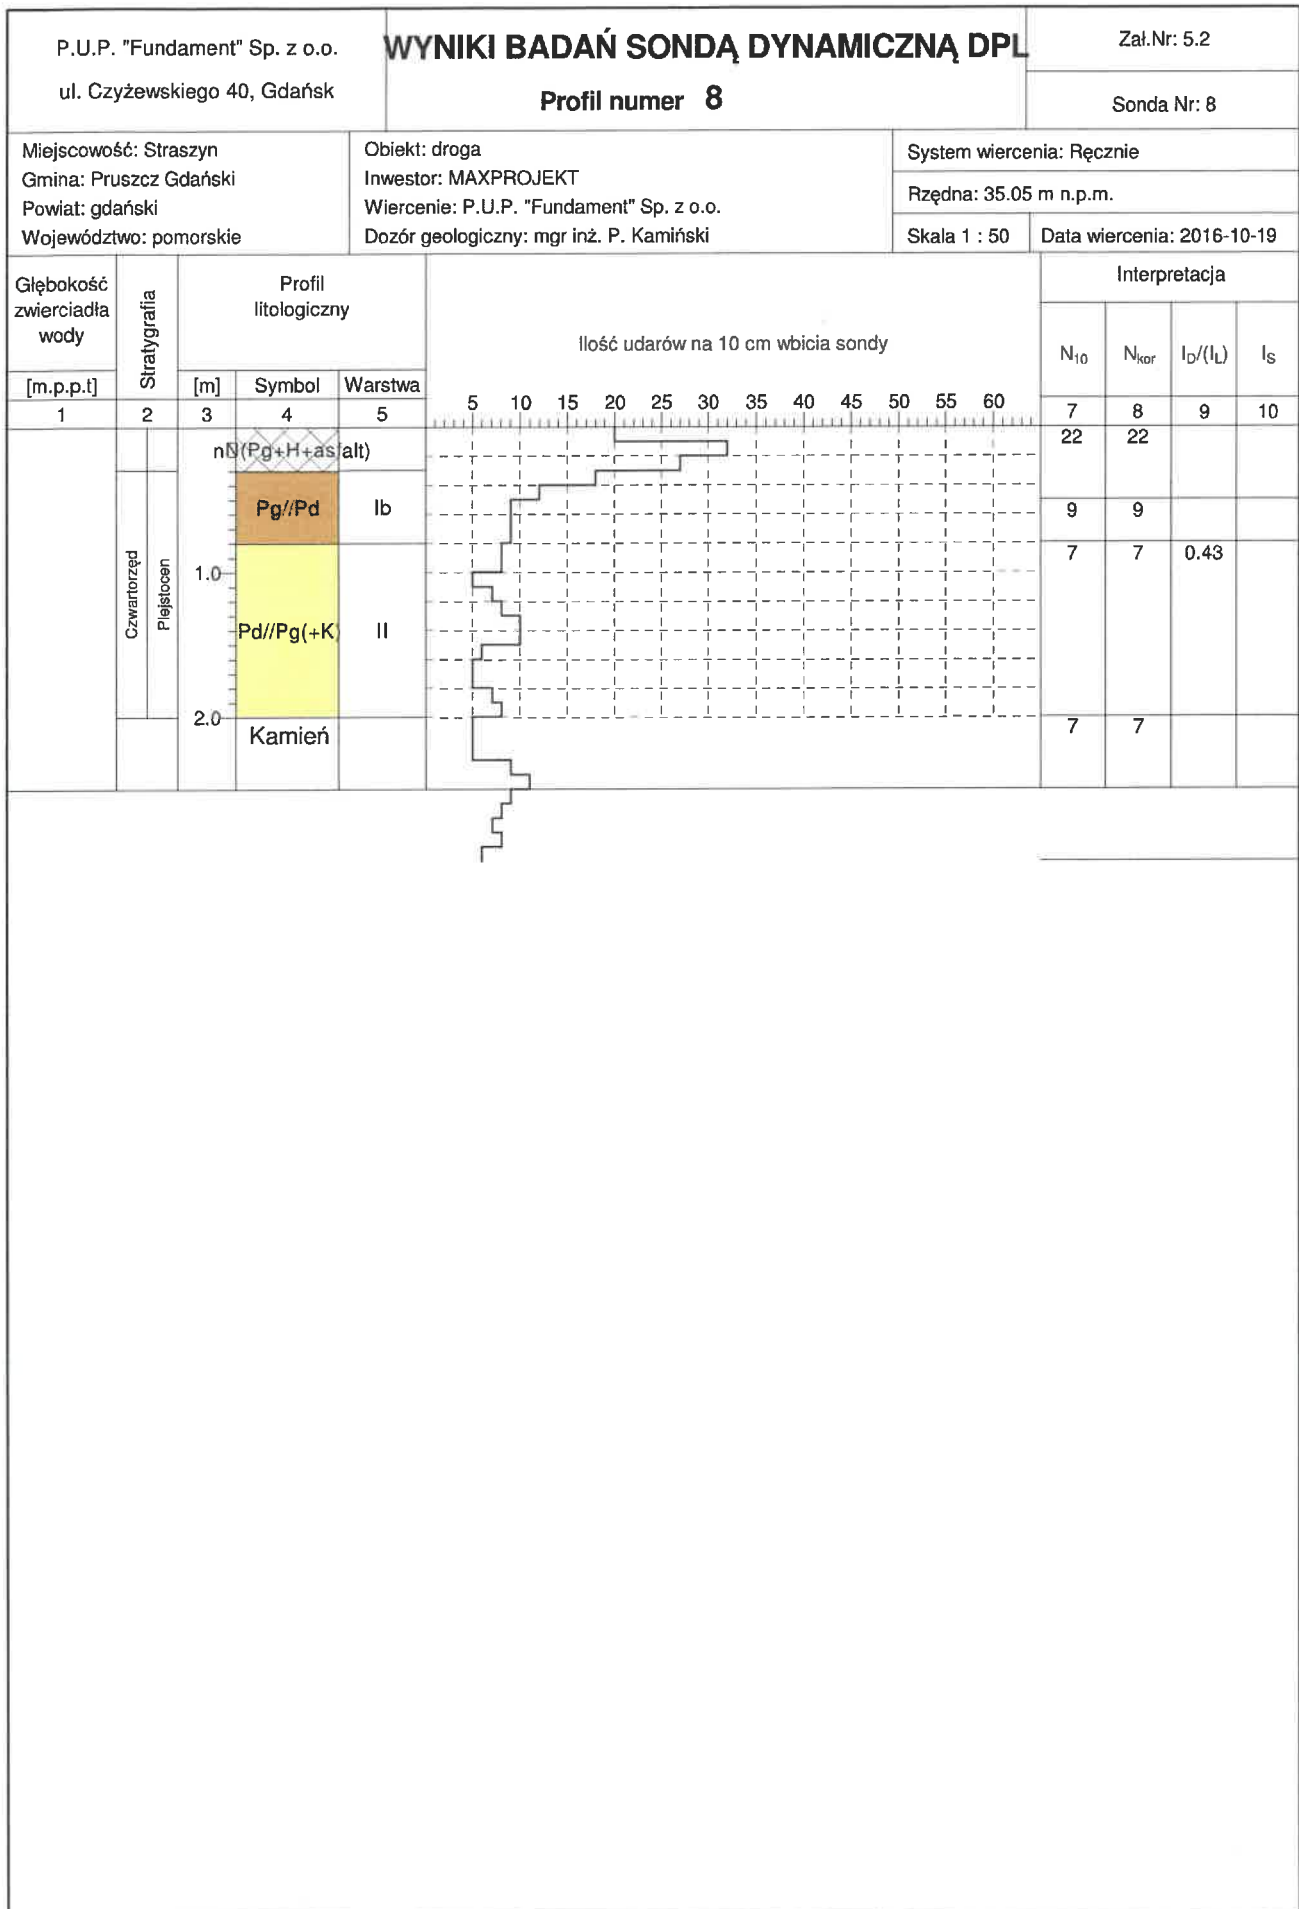 P.U.P. "Fundament" Sp. z o.o.
ul. Czyżewskiego 40, Gdańsk
WYNIKI BADAŃ SONDĄ DYNAMICZNĄ DPL
Profil numer 8
Zał.Nr: 5.2
Sonda Nr: 8
Miejscowość: Straszyn
Gmina: Pruszcz Gdański
Powiat: gdański
Województwo: pomorskie
Obiekt: droga
Inwestor: MAXPROJEKT
Wiercenie: P.U.P. "Fundament" Sp. z o.o.
Dozór geologiczny: mgr inż. P. Kamiński
System wiercenia: Ręcznie
Rzędna: 35.05 m n.p.m.
Skala 1 : 50
Data wiercenia: 2016-10-19
Głębokość
zwierciadła
wody
[m.p.p.t]
Stratygrafia
Profil
litologiczny
[m] Symbol Warstwa
Ilość udarów na 10 cm wbicia sondy
5 10 15 20 25 30 35 40 45 50 55 60
Interpretacja
N10 Nkor ID/(IL) IS
1 2 3 4 5 7 8 9 10
nN(Pg+H+asfalt) 22 22
Pg//Pd Ib 9 9
7 7 0.43
Czwartorzęd
Plejstocen
1.0
Pd//Pg(+K) II
2.0
Kamień 7 7